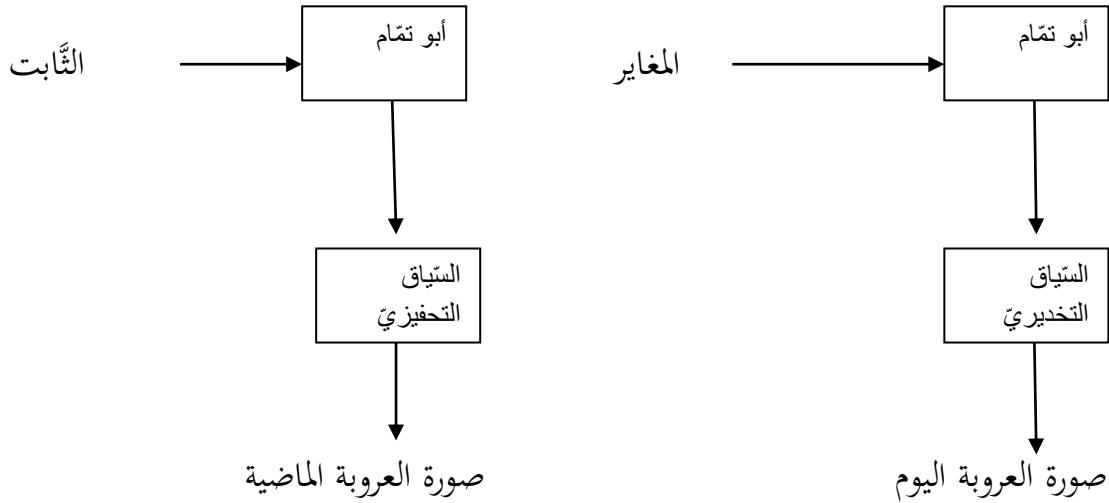 أبو تمّام
المغاير
السّياق
التخديريّ
صورة العروبة اليوم
أبو تمّام
الثَّابت
السّياق
التحفيزيّ
صورة العروبة الماضية